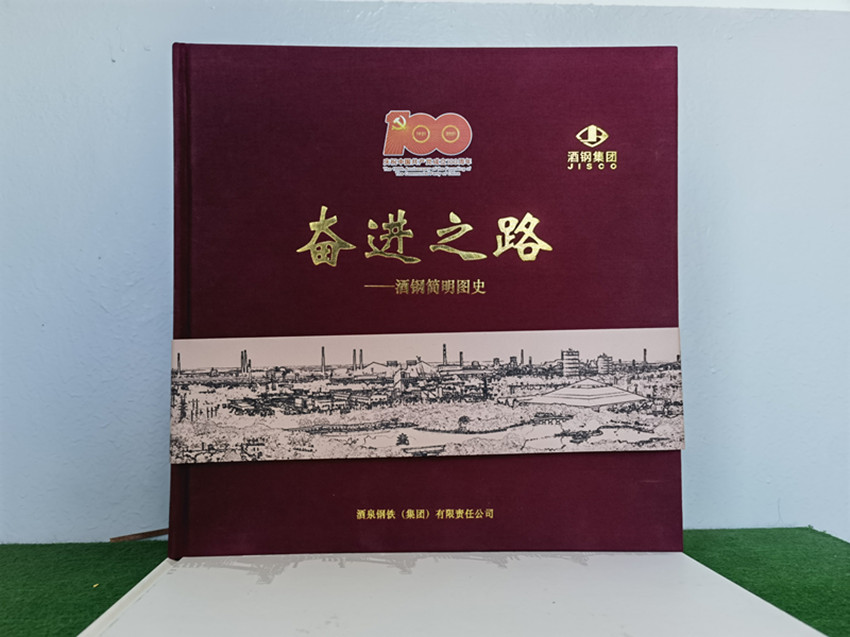 100
庆祝中国共产党成立100周年
酒钢集团
JISCO
奋进之路
——酒钢简明图史
酒泉钢铁（集团）有限责任公司